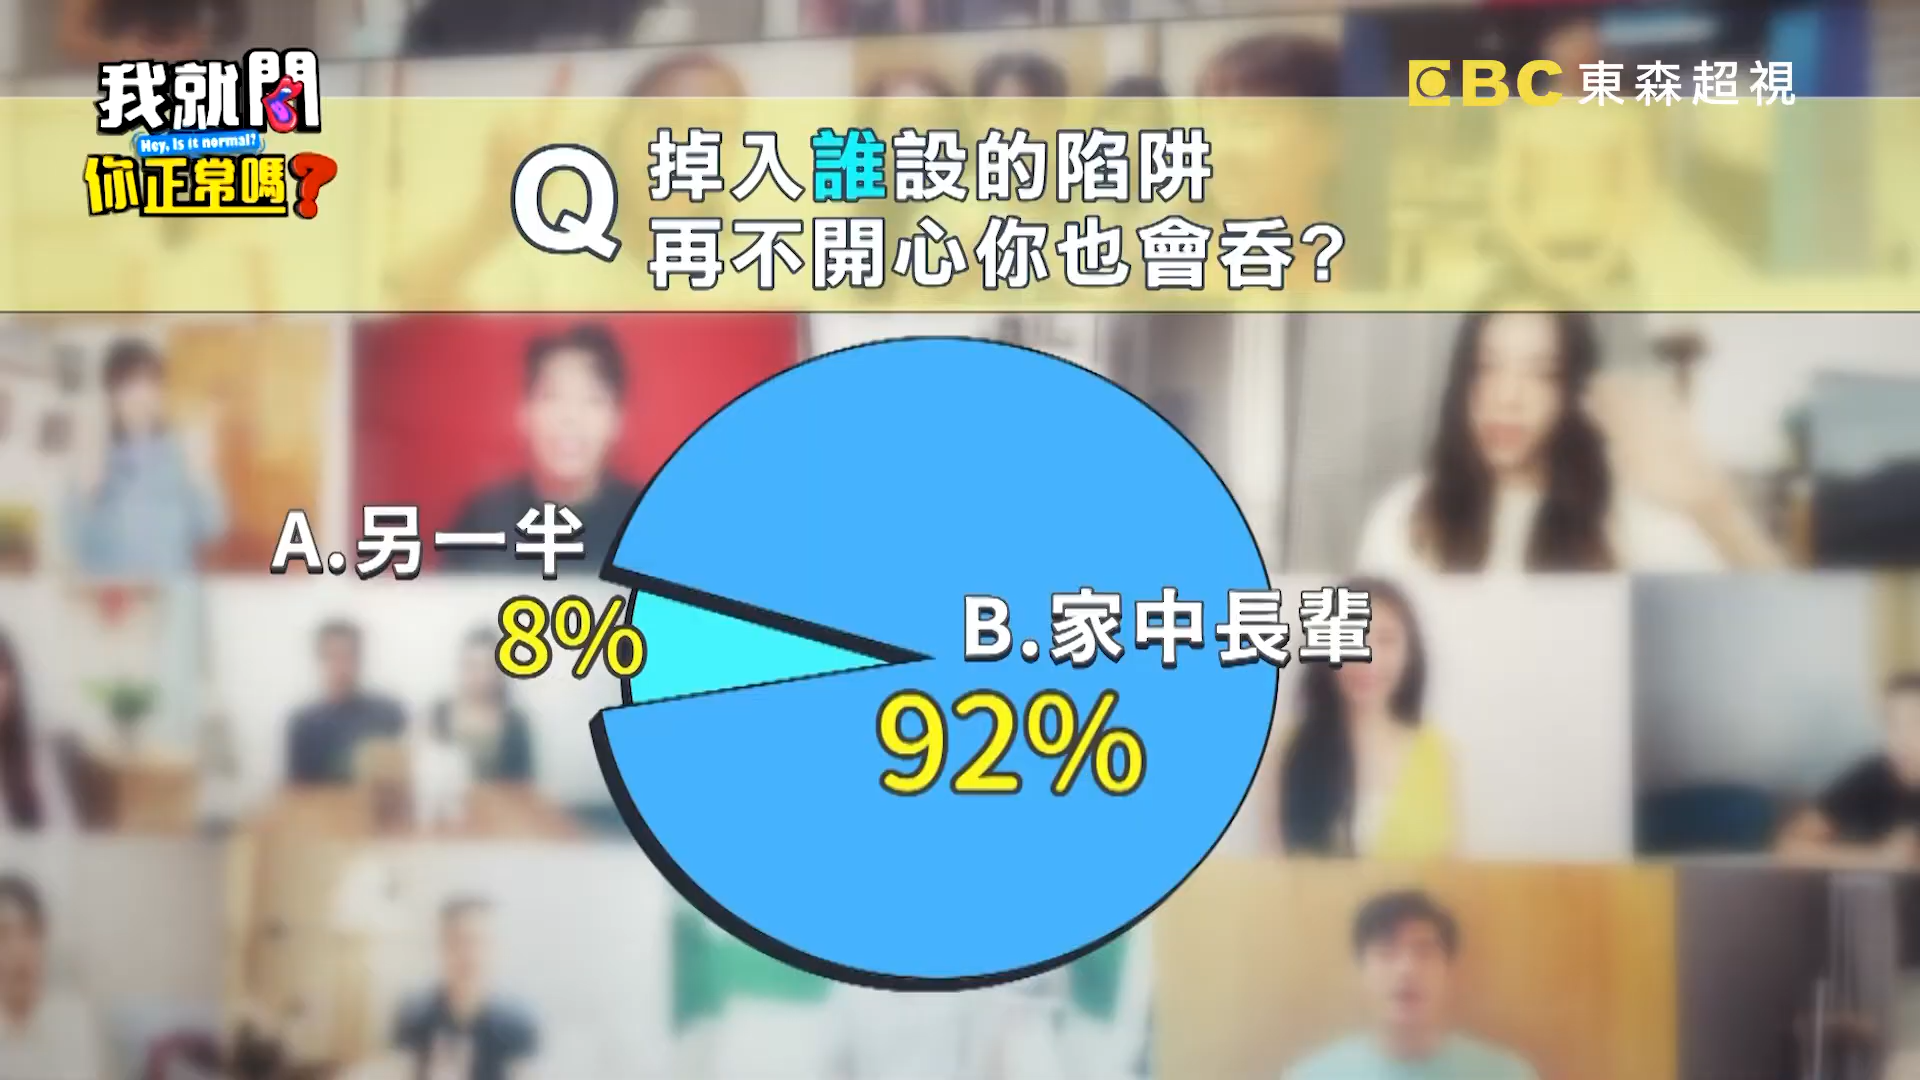 我就問
Hey, is it normal?
你正常嗎?
EBC 東森超視
Q 掉入誰設的陷阱
再不開心你也會吞?
A.另一半
8%
B.家中長輩
92%